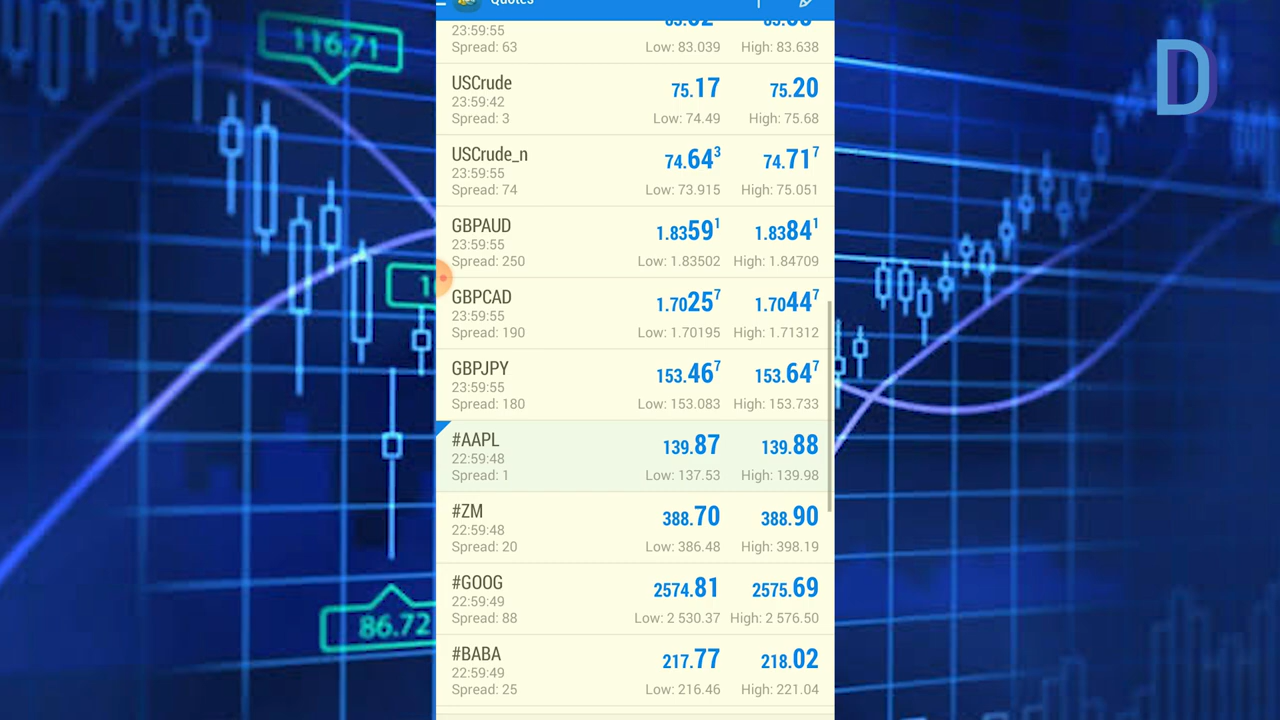 Quotes
116.71
D
23:59:55
Spread: 63
Low: 83.039
High: 83.638
USCrude
75.17
75.20
23:59:42
Spread: 3
Low: 74.49
High: 75.68
USCrude_n
74.643
74.717
23:59:55
Spread: 74
Low: 73.915
High: 75.051
GBPAUD
1.83591
1.83841
23:59:55
Spread: 250
Low: 1.83502
High: 1.84709
GBPCAD
1.70257
1.70447
23:59:55
Spread: 190
Low: 1.70195
High: 1.71312
GBPJPY
153.467
153.647
23:59:55
Spread: 180
Low: 153.083
High: 153.733
#AAPL
139.87
139.88
22:59:48
Spread: 1
Low: 137.53
High: 139.98
#ZM
388.70
388.90
22:59:48
Spread: 20
Low: 386.48
High: 398.19
#GOOG
2574.81
2575.69
22:59:49
Spread: 88
Low: 2 530.37
High: 2 576.50
86.72
#BABA
217.77
218.02
22:59:49
Spread: 25
Low: 216.46
High: 221.04